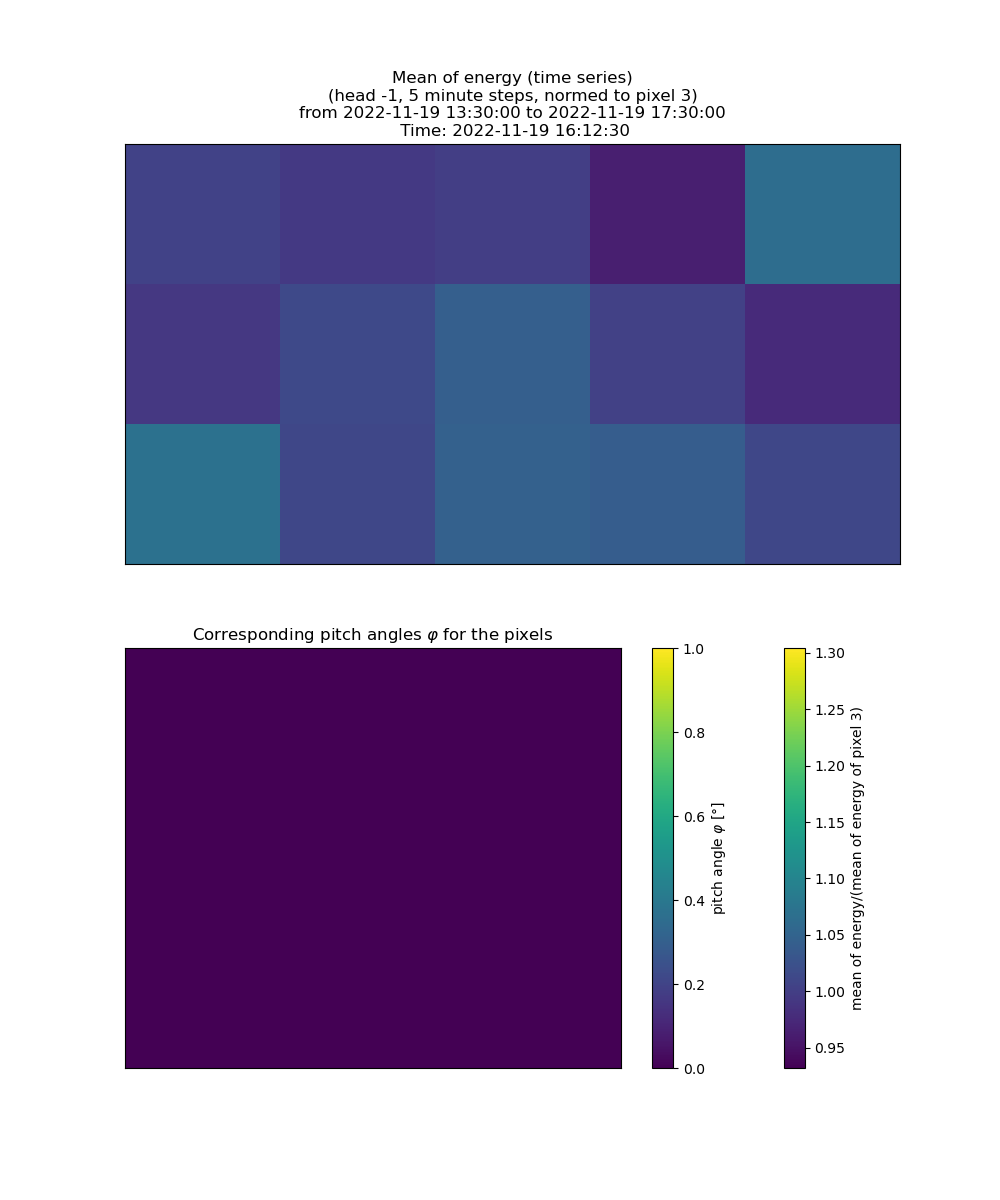 Mean of energy (time series)
(head -1, 5 minute steps, normed to pixel 3)
from 2022-11-19 13:30:00 to 2022-11-19 17:30:00
Time: 2022-11-19 16:12:30
Corresponding pitch angles φ for the pixels
1.0
0.8
0.6
0.4
0.2
0.0
pitch angle φ [°]
1.30
1.25
1.20
1.15
1.10
1.05
1.00
0.95
mean of energy/(mean of energy of pixel 3)